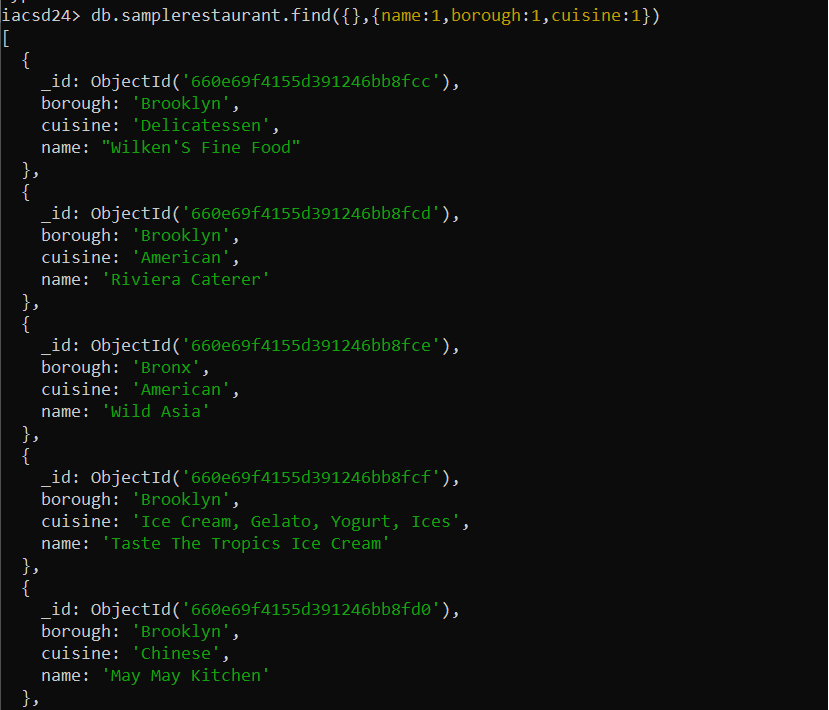 iacsd24> db.samplerestaurant.find({},{name:1,borough:1,cuisine:1})
[
  {
    _id: ObjectId('660e69f4155d391246bb8fcc'),
    borough: 'Brooklyn',
    cuisine: 'Delicatessen',
    name: "Wilken'S Fine Food"
  },
  {
    _id: ObjectId('660e69f4155d391246bb8fcd'),
    borough: 'Brooklyn',
    cuisine: 'American',
    name: 'Riviera Caterer'
  },
  {
    _id: ObjectId('660e69f4155d391246bb8fce'),
    borough: 'Bronx',
    cuisine: 'American',
    name: 'Wild Asia'
  },
  {
    _id: ObjectId('660e69f4155d391246bb8fcf'),
    borough: 'Brooklyn',
    cuisine: 'Ice Cream, Gelato, Yogurt, Ices',
    name: 'Taste The Tropics Ice Cream'
  },
  {
    _id: ObjectId('660e69f4155d391246bb8fd0'),
    borough: 'Brooklyn',
    cuisine: 'Chinese',
    name: 'May May Kitchen'
  },